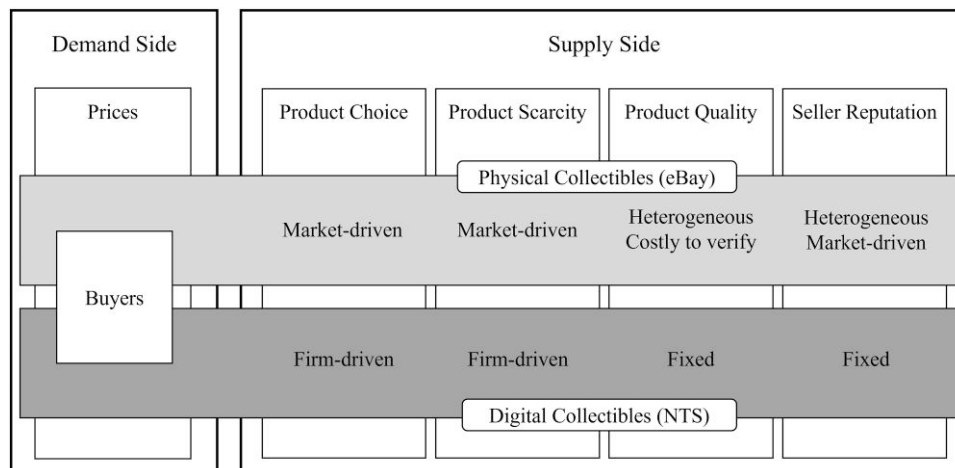 Demand Side
Supply Side
Prices
Product Choice
Product Scarcity
Product Quality
Seller Reputation
Physical Collectibles (eBay)
Market-driven
Market-driven
Heterogeneous
Costly to verify
Heterogeneous
Market-driven
Buyers
Firm-driven
Firm-driven
Fixed
Fixed
Digital Collectibles (NTS)